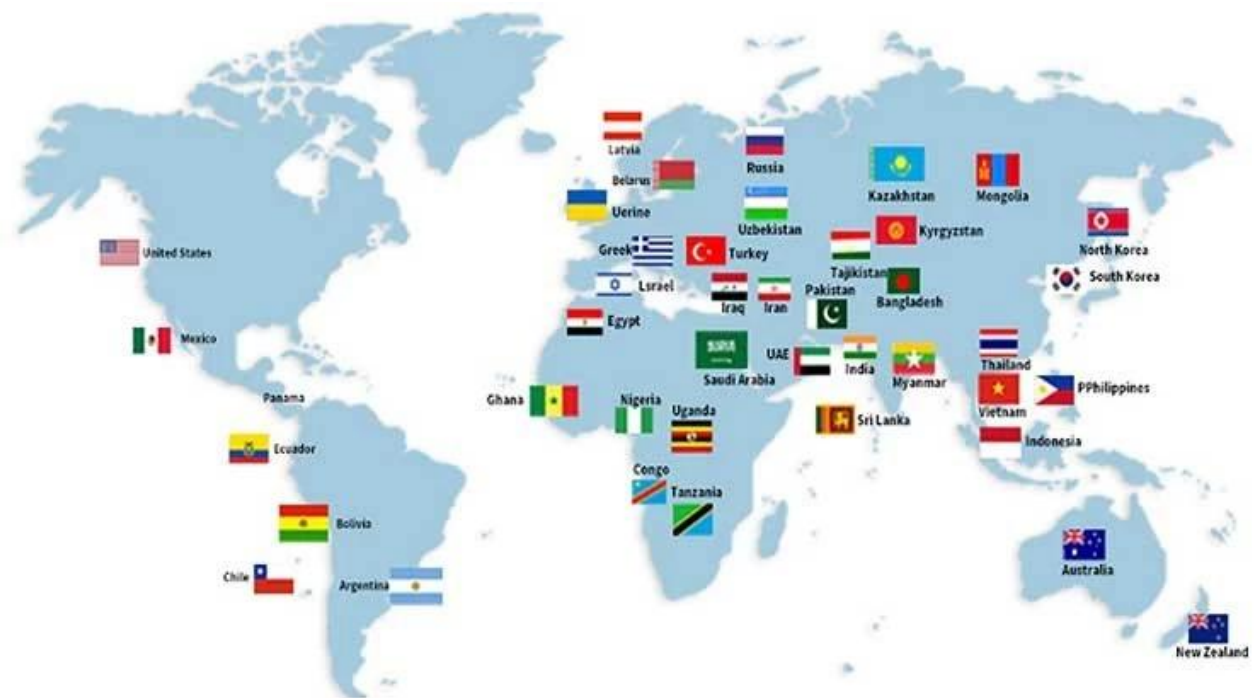 Latvia
Russia
Belarus
Kazakhstan
Mongolia
Uerine
Uzbekistan
Kyrgyzstan
North Korea
United States
Greek
Turkey
Tajikistan
South Korea
Lsrael
Iraq
Iran
Pakistan
Bangladesh
Egypt
Mexico
Saudi Arabia
UAE
India
Myanmar
Thailand
Panama
Ghana
Nigeria
Uganda
Sri Lanka
Vietnam
PPhilippines
Ecuador
Indonesia
Congo
Tanzania
Bolivia
Chile
Argentina
Australia
New Zealand